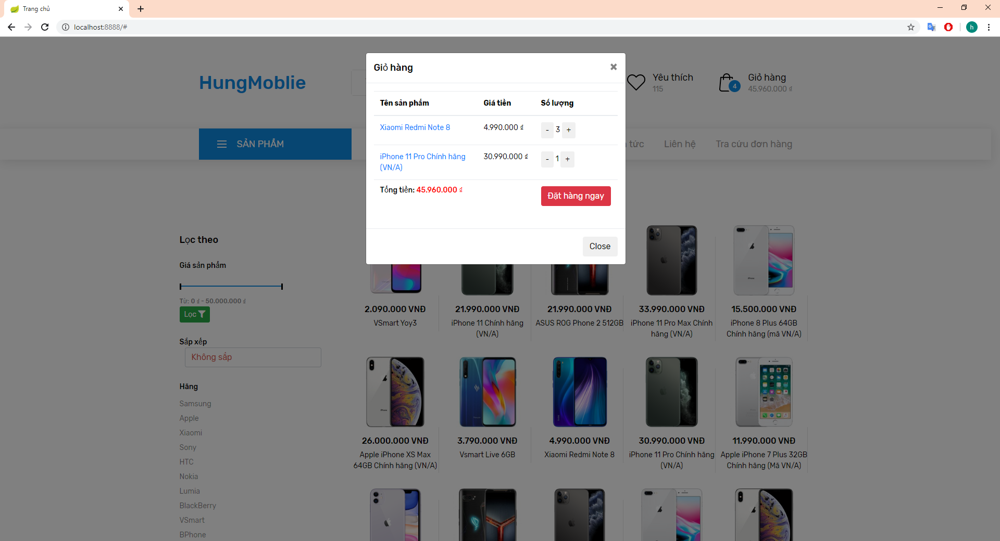 Trang chủ
localhost:8888/#
h
HungMoblie
Yêu thích
115
4
Giỏ hàng
45.960.000 ₫
SẢN PHẨM
tức
Liên hệ
Tra cứu đơn hàng
Giỏ hàng
×
Tên sản phẩm Giá tiền Số lượng
Xiaomi Redmi Note 8 4.990.000 ₫ - 3 +
iPhone 11 Pro Chính hãng 30.990.000 ₫ - 1 +
(VN/A)
Tổng tiền: 45.960.000 ₫ Đặt hàng ngay
Close
Lọc theo
Giá sản phẩm
Từ: 0 ₫ - 50.000.000 ₫
Lọc
Sắp xếp
Không sắp
Hãng
Samsung
Apple
Xiaomi
Sony
HTC
Nokia
Lumia
BlackBerry
VSmart
BPhone
2.090.000 VNĐ
VSmart Yoy3
21.990.000 VNĐ
iPhone 11 Chính hãng
(VN/A)
21.990.000 VNĐ
ASUS ROG Phone 2 512GB
33.990.000 VNĐ
iPhone 11 Pro Max Chính
hãng (VN/A)
15.500.000 VNĐ
iPhone 8 Plus 64GB
Chính hãng (mã VN/A)
26.000.000 VNĐ
Apple iPhone XS Max
64GB Chính hãng (VN/A)
3.790.000 VNĐ
Vsmart Live 6GB
4.990.000 VNĐ
Xiaomi Redmi Note 8
30.990.000 VNĐ
iPhone 11 Pro Chính hãng
(VN/A)
11.990.000 VNĐ
Apple iPhone 7 Plus 32GB
Chính hãng (Mã VN/A)